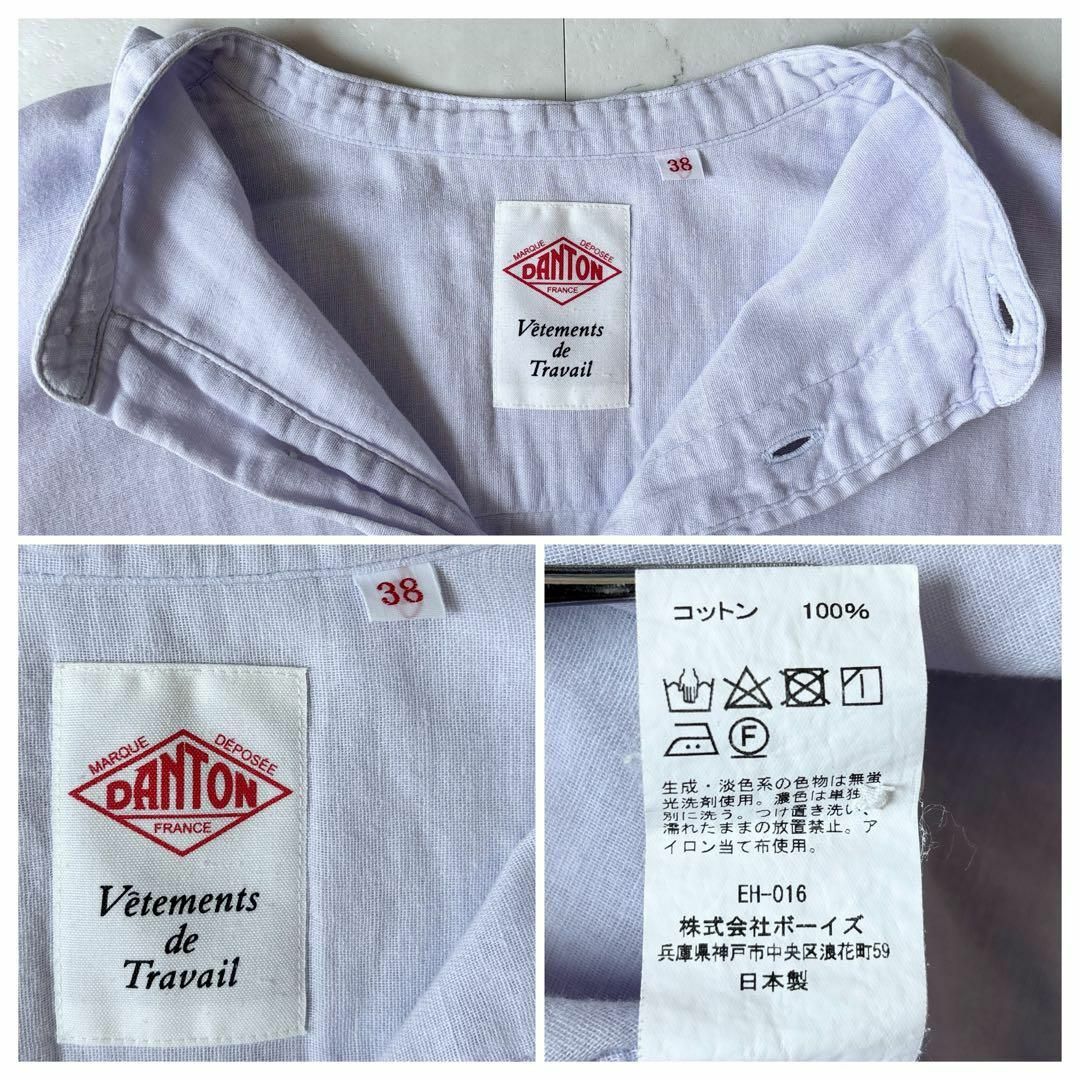 38
MARQUE DÉPOSÉE
DANTON
FRANCE
Vêtements
de
Travail
38
MARQUE DÉPOSÉE
DANTON
FRANCE
Vêtements
de
Travail
コットン 100%
F
生成・淡色系の色物は無蛍
光洗剤使用。濃色は単独
別に洗う。つけ置き洗い、
濡れたままの放置禁止。ア
イロン当て布使用。
EH-016
株式会社ボーイズ
兵庫県神戸市中央区浪花町59
日本製